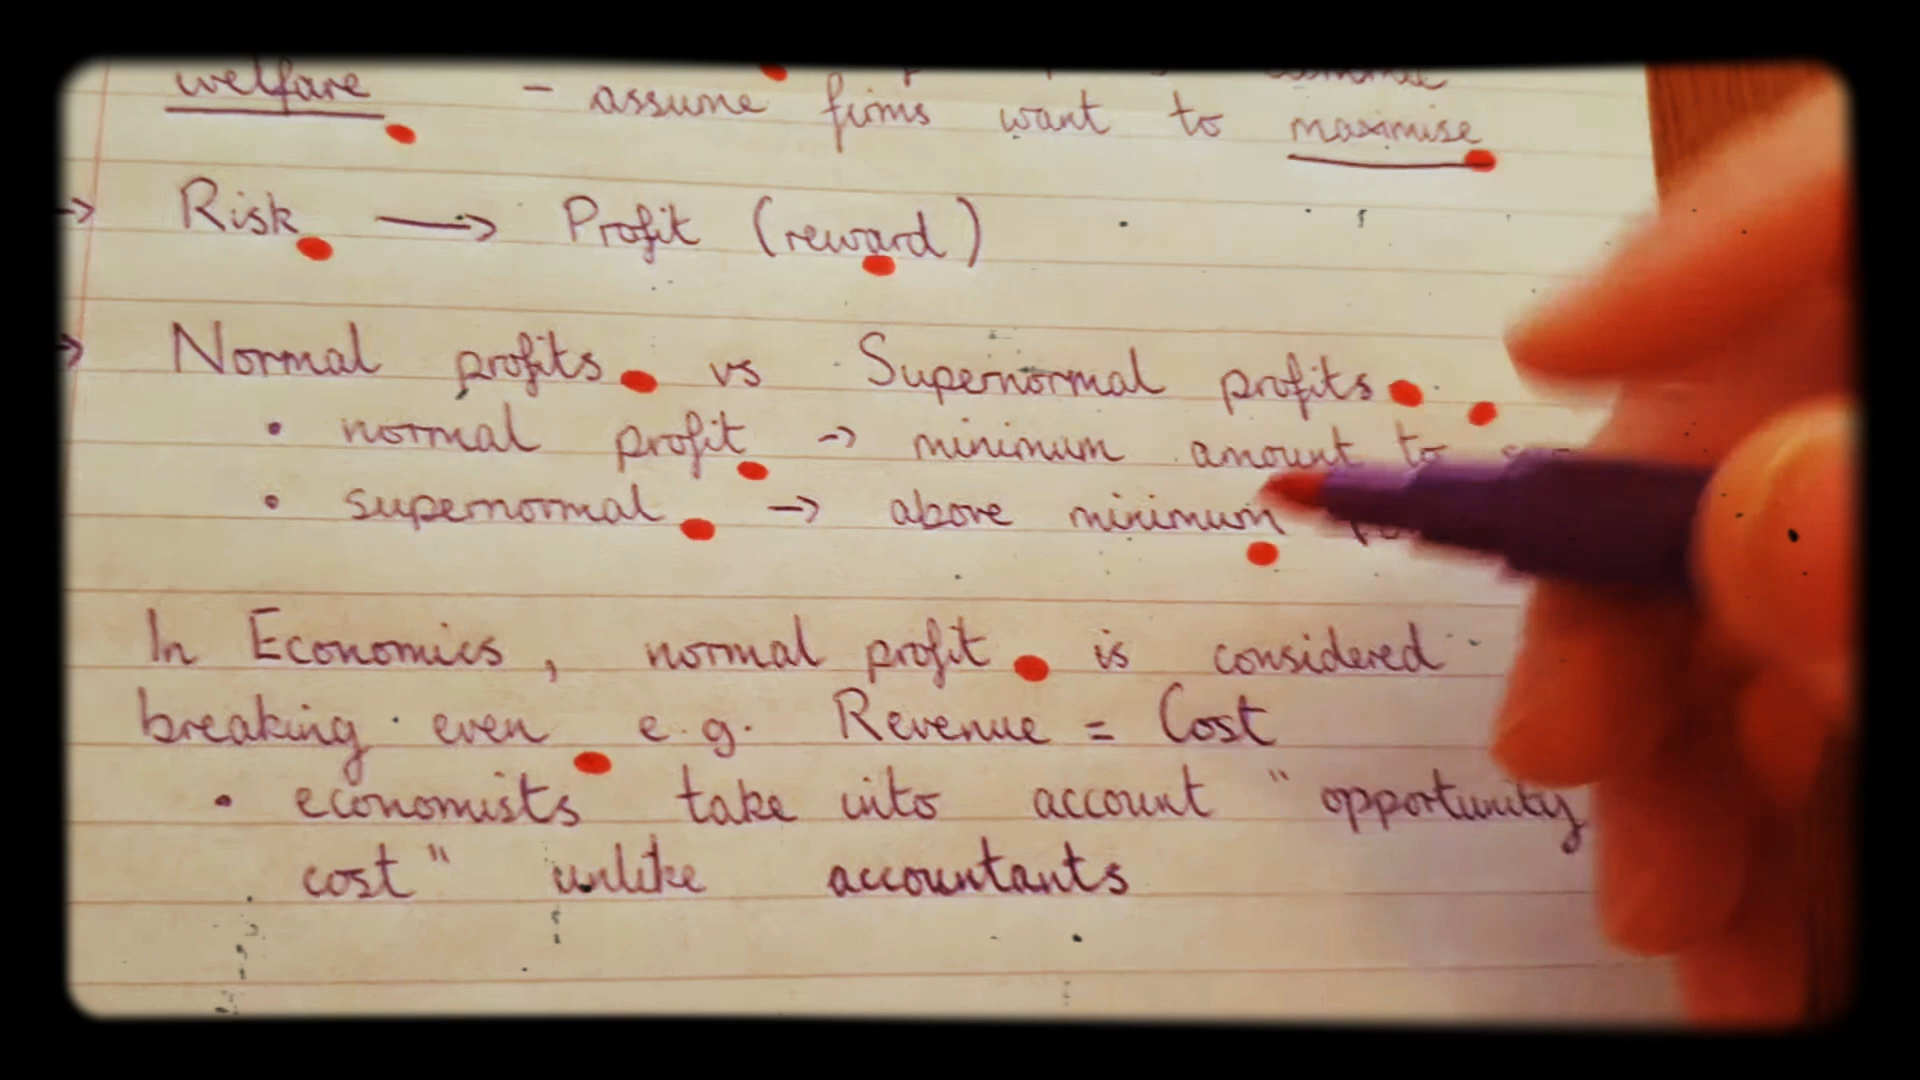 welfare - assume firms want to maximise
→ Risk → Profit (reward)
→ Normal profits vs Supernormal profits
• normal profit → minimum amount to
• supernormal → above minimum
In Economics, normal profit is considered
breaking even e.g. Revenue = Cost
• economists take into account "opportunity
cost" unlike accountants